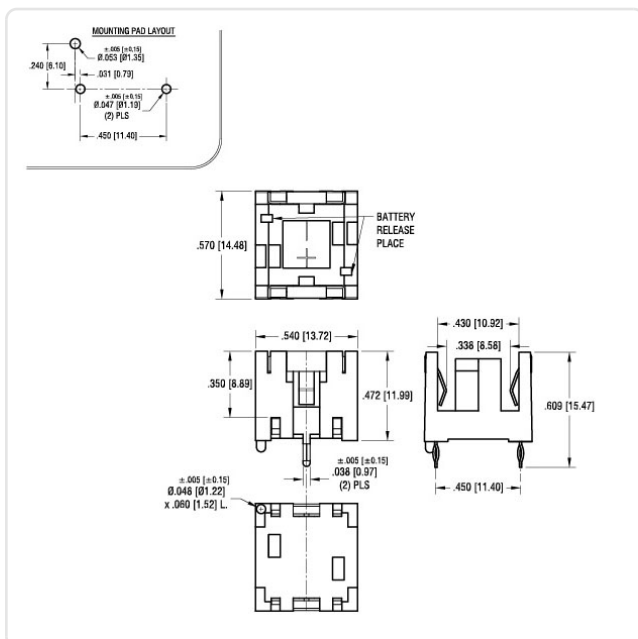 MOUNTING PAD LAYOUT
±.005 [±0.15]
Ø.053 [Ø1.35]
.240 [6.10]
.031 [0.79]
±.005 [±0.15]
Ø.047 [Ø1.19]
(2) PLS
.450 [11.40]
BATTERY
RELEASE
PLACE
.570 [14.48]
.540 [13.72]
.430 [10.92]
.338 [8.58]
.350 [8.89]
.472 [11.99]
.609 [15.47]
±.005 [±0.15]
.038 [0.97]
(2) PLS
.450 [11.40]
±.005 [±0.15]
Ø.048 [Ø1.22]
x .060 [1.52] L.